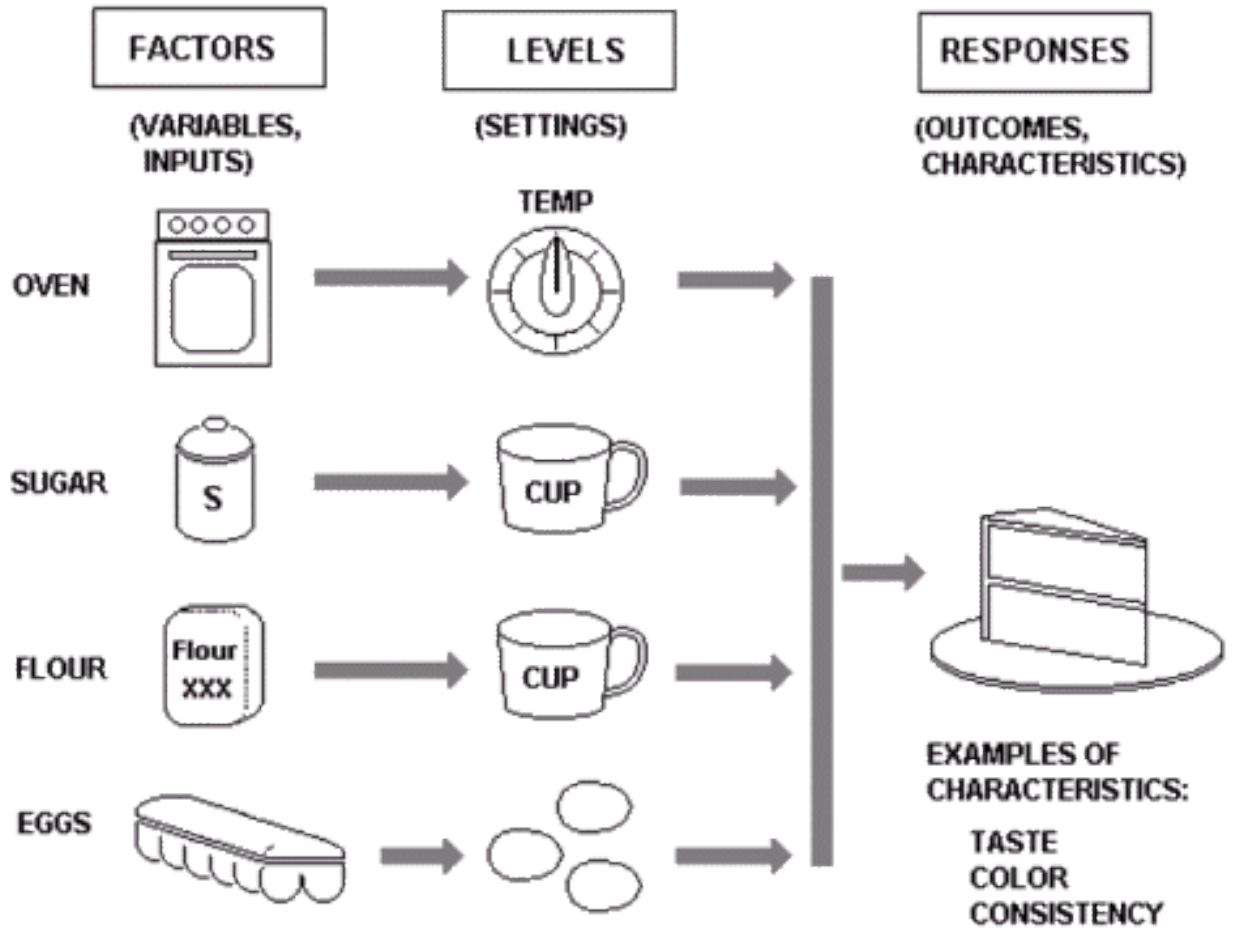 FACTORS
LEVELS
RESPONSES
(VARIABLES,
INPUTS)
(SETTINGS)
(OUTCOMES,
CHARACTERISTICS)
TEMP
OVEN
SUGAR
S
CUP
FLOUR
Flour
XXX
CUP
EGGS
EXAMPLES OF
CHARACTERISTICS:
TASTE
COLOR
CONSISTENCY